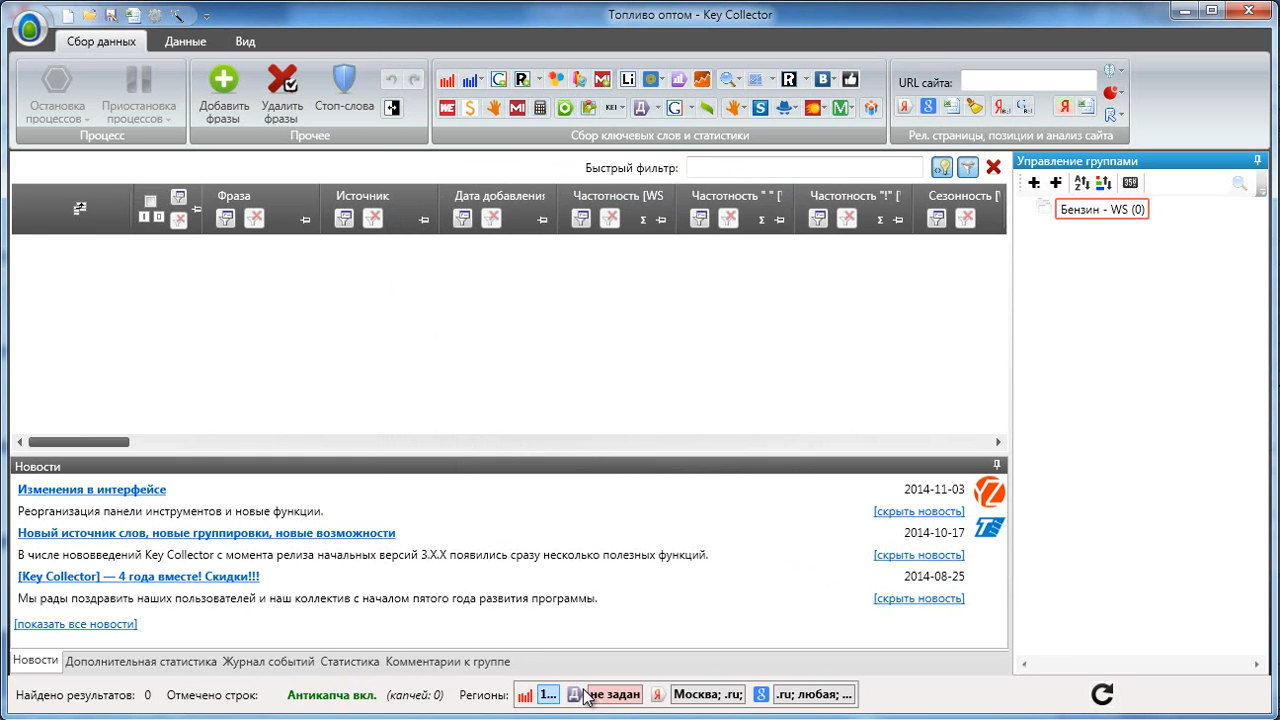 Топливо оптом - Key Collector
Сбор данных
Данные
Вид
Остановка процессов
Приостановка процессов
Процесс
Добавить фразы
Удалить фразы
Стоп-слова
Прочее
Сбор ключевых слов и статистики
URL сайта:
Рел. страницы, позиции и анализ сайта
Быстрый фильтр:
Управление группами
Фраза
Источник
Дата добавлени
Частотность [WS
Частотность " " [
Частотность "!" [
Сезонность [
Бензин - WS (0)
Новости
Изменения в интерфейсе
2014-11-03
Реорганизация панели инструментов и новые функции.
[скрыть новость]
Новый источник слов, новые группировки, новые возможности
2014-10-17
В числе нововведений Key Collector с момента релиза начальных версий 3.X.X появились сразу несколько полезных функций.
[скрыть новость]
[Key Collector] — 4 года вместе! Скидки!!!
2014-08-25
Мы рады поздравить наших пользователей и наш коллектив с началом пятого года развития программы.
[скрыть новость]
[показать все новости]
Новости
Дополнительная статистика
Журнал событий
Статистика
Комментарии к группе
Найдено результатов: 0
Отмечено строк:
Антикапча вкл.
(капчей: 0)
Регионы:
1...
не задан
Москва; .ru;
.ru; любая; ...